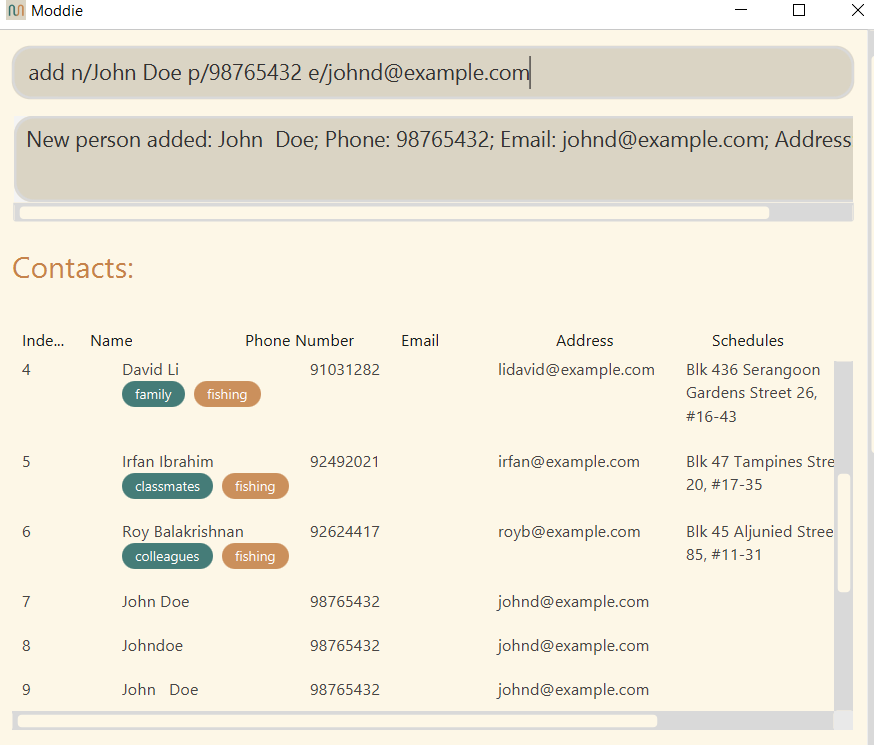 Moddie
add n/John Doe p/98765432 e/johnd@example.com
New person added: John  Doe; Phone: 98765432; Email: johnd@example.com; Address
Contacts:
Inde... Name Phone Number Email Address Schedules
4 David Li 91031282 lidavid@example.com Blk 436 Serangoon
family fishing Gardens Street 26,
#16-43
5 Irfan Ibrahim 92492021 irfan@example.com Blk 47 Tampines Stre
classmates fishing 20, #17-35
6 Roy Balakrishnan 92624417 royb@example.com Blk 45 Aljunied Stree
colleagues fishing 85, #11-31
7 John Doe 98765432 johnd@example.com
8 Johndoe 98765432 johnd@example.com
9 John   Doe 98765432 johnd@example.com